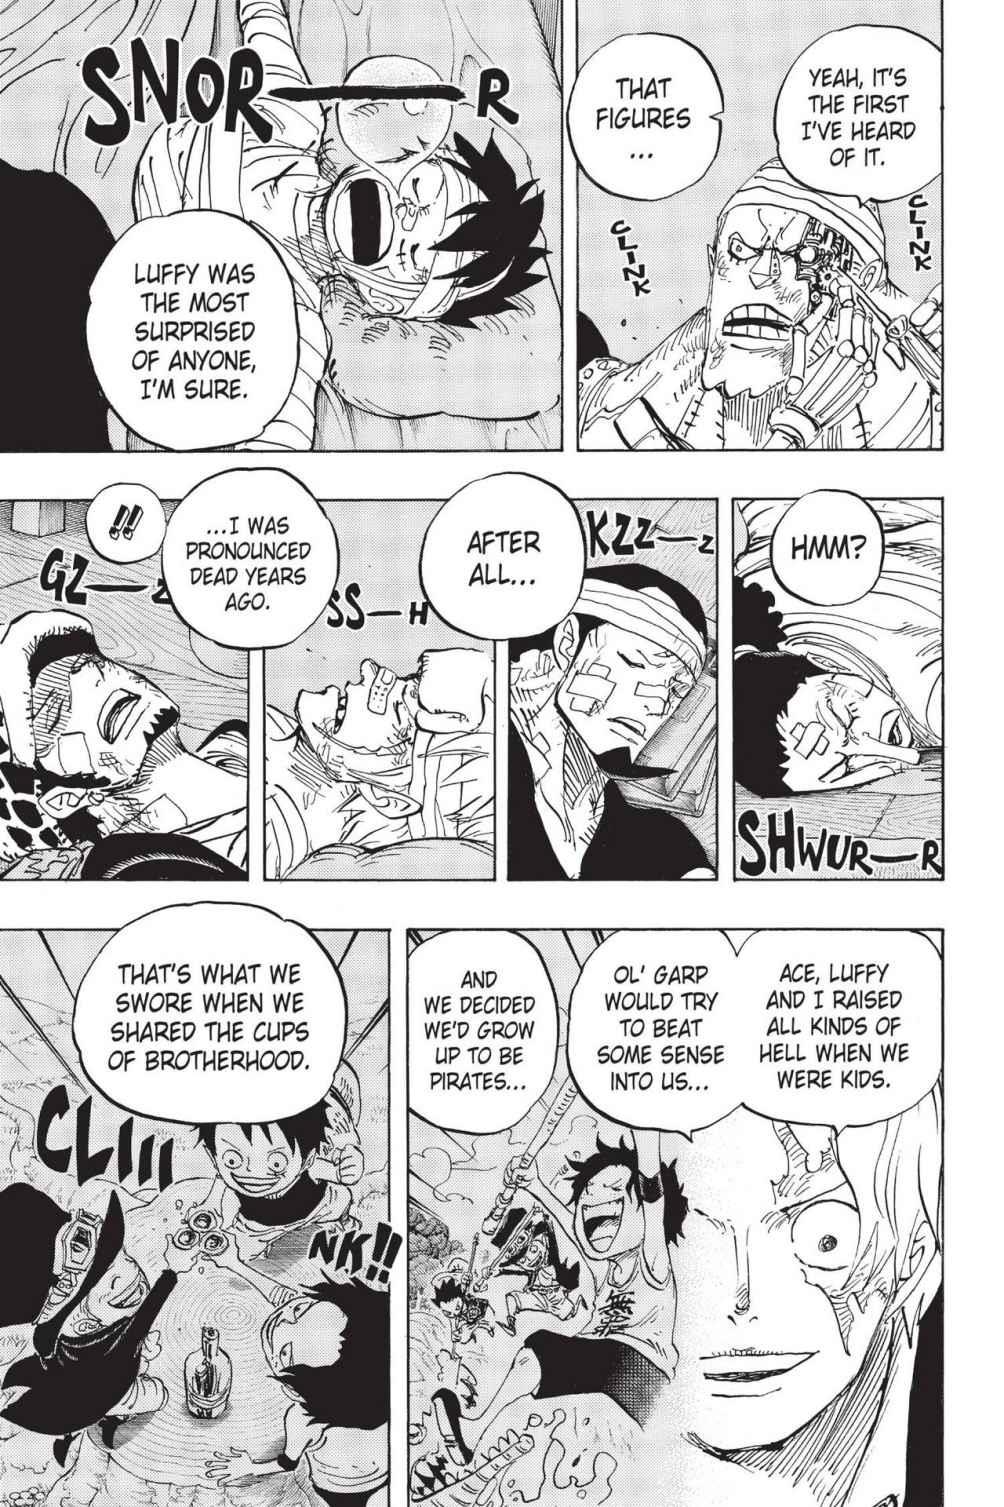 YEAH, IT'S
THE FIRST
I'VE HEARD
OF IT.
THAT
FIGURES
...
CLINK
CLINK
SNOR—R
LUFFY WAS
THE MOST
SURPRISED
OF ANYONE,
I'M SURE.
HMM?
SHWUR—R
KZZ—Z
AFTER
ALL...
SS—H
...I WAS
PRONOUNCED
DEAD YEARS
AGO.
!!
GZ—Z
ACE, LUFFY
AND I RAISED
ALL KINDS OF
HELL WHEN WE
WERE KIDS.
OL' GARP
WOULD TRY
TO BEAT
SOME SENSE
INTO US...
AND
WE DECIDED
WE'D GROW
UP TO BE
PIRATES...
THAT'S WHAT WE
SWORE WHEN WE
SHARED THE CUPS
OF BROTHERHOOD.
CLIII
NK!!